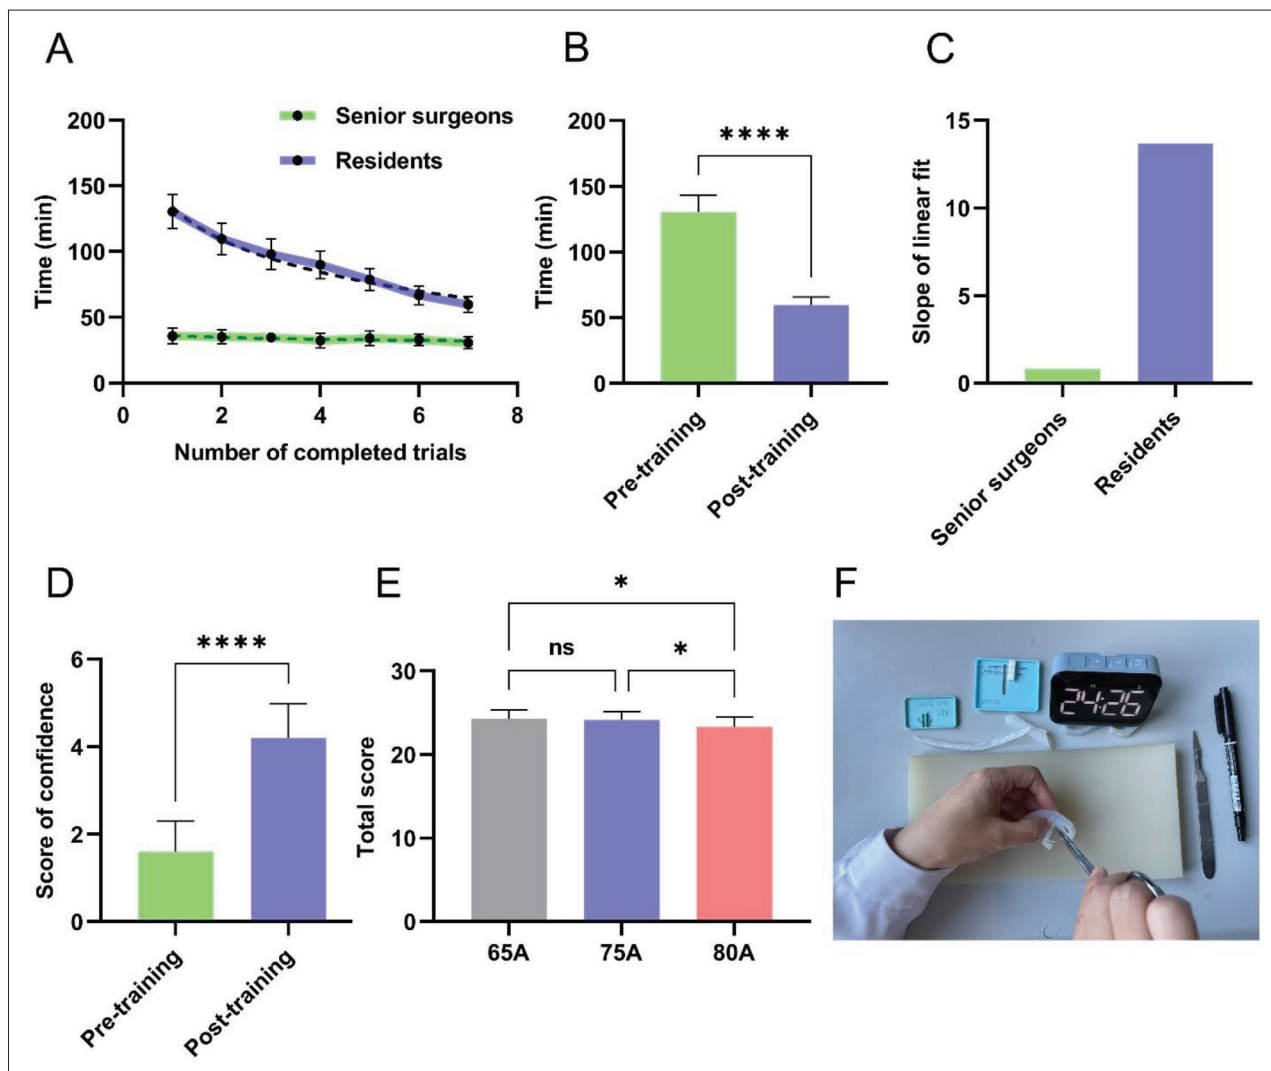 A
Senior surgeons
Residents
200
150
100
50
0
Time (min)
0 2 4 6 8
Number of completed trials
B
****
200
150
100
50
0
Time (min)
Pre-training
Post-training
C
15
10
5
0
Slope of linear fit
Senior surgeons
Residents
D
****
6
4
2
0
Score of confidence
Pre-training
Post-training
E
*
ns
*
30
20
10
0
Total score
65A 75A 80A
F
24:26